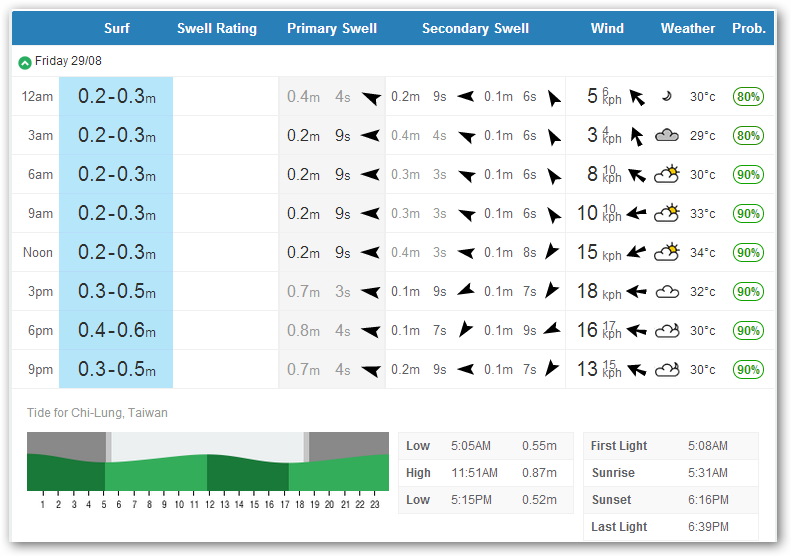 Surf Swell Rating Primary Swell Secondary Swell Wind Weather Prob.
Friday 29/08
12am 0.2-0.3m 0.4m 4s 0.2m 9s 0.1m 6s 5 6 kph 30°c 80%
3am 0.2-0.3m 0.2m 9s 0.4m 4s 0.1m 6s 3 4 kph 29°c 80%
6am 0.2-0.3m 0.2m 9s 0.3m 3s 0.1m 6s 8 10 kph 30°c 90%
9am 0.2-0.3m 0.2m 9s 0.3m 3s 0.1m 6s 10 10 kph 33°c 90%
Noon 0.2-0.3m 0.2m 9s 0.4m 3s 0.1m 8s 15 kph 34°c 90%
3pm 0.3-0.5m 0.7m 3s 0.1m 9s 0.1m 7s 18 kph 32°c 90%
6pm 0.4-0.6m 0.8m 4s 0.1m 7s 0.1m 9s 16 17 kph 30°c 90%
9pm 0.3-0.5m 0.7m 4s 0.2m 9s 0.1m 7s 13 15 kph 30°c 90%
Tide for Chi-Lung, Taiwan
1 2 3 4 5 6 7 8 9 10 11 12 13 14 15 16 17 18 19 20 21 22 23
Low 5:05AM 0.55m
High 11:51AM 0.87m
Low 5:15PM 0.52m
First Light 5:08AM
Sunrise 5:31AM
Sunset 6:16PM
Last Light 6:39PM